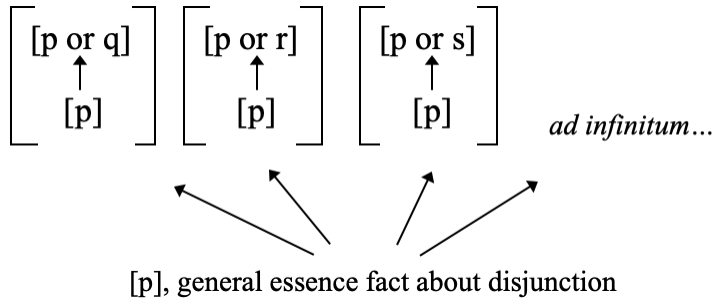 [p or q] [p or r] [p or s]
[p] [p] [p]
ad infinitum…
[p], general essence fact about disjunction